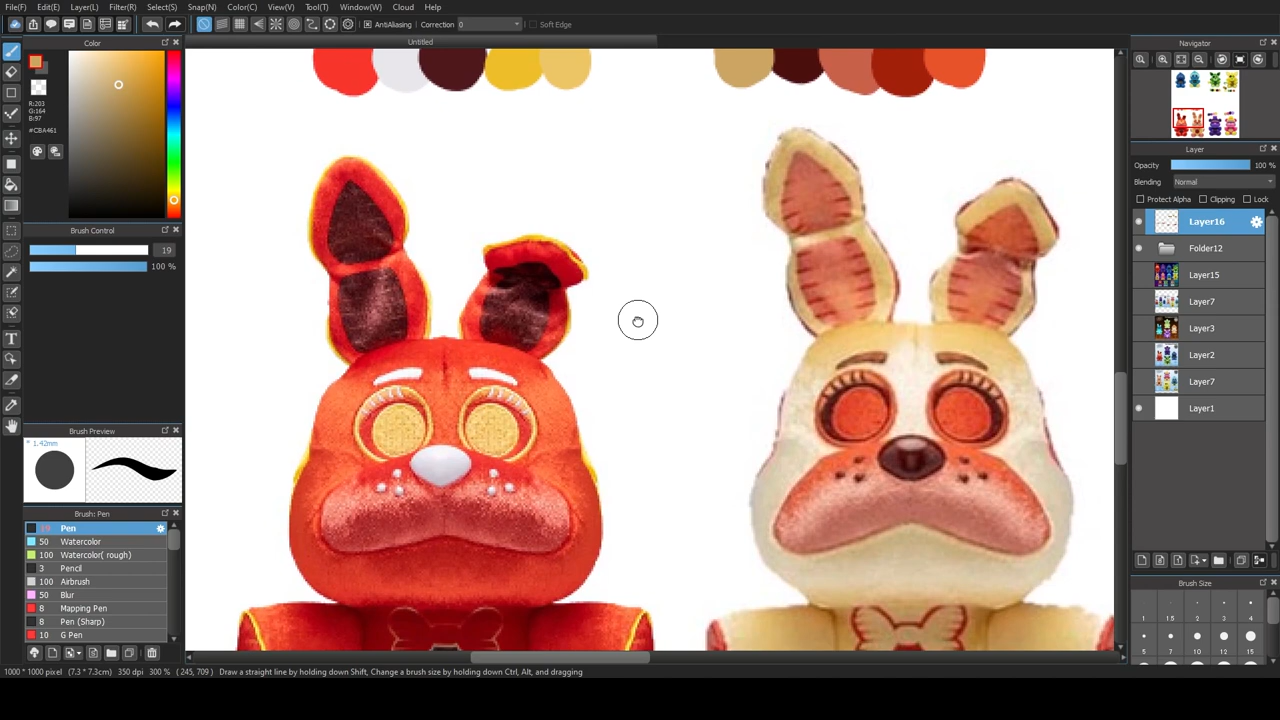 File(F) Edit(E) Layer(L) Filter(R) Select(S) Snap(N) Color(C) View(V) Tool(T) Window(W) Cloud Help
AntiAliasing Correction 0 Soft Edge
Color
Untitled
Navigator
R:203
G:164
B:97
#CBA461
Layer
Opacity 100 %
Blending Normal
Protect Alpha Clipping Lock
Layer16
Folder12
Layer15
Layer7
Layer3
Layer2
Layer7
Layer1
Brush Control
19
100 %
Brush Preview
* 1.42mm
Brush: Pen
19 Pen
50 Watercolor
100 Watercolor( rough)
3 Pencil
100 Airbrush
50 Blur
8 Mapping Pen
8 Pen (Sharp)
10 G Pen
Brush Size
1 1.5 2 3 4
5 7 10 12 15
1000 * 1000 pixel (7.3 * 7.3cm) 350 dpi 300 % ( 245, 709 ) Draw a straight line by holding down Shift, Change a brush size by holding down Ctrl, Alt, and dragging